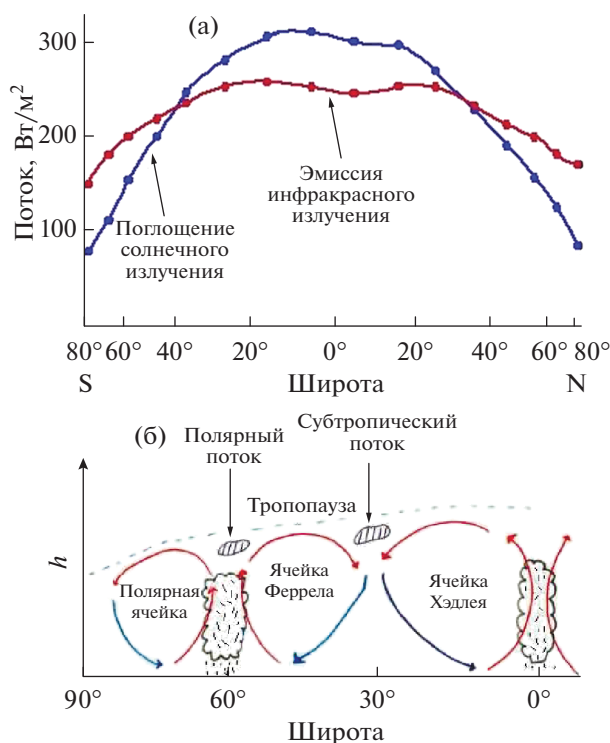 (а)
300
200
100
Поток, Вт/м²
Поглощение
солнечного
излучения
Эмиссия
инфракрасного
излучения
80° 60° 40° 20° 0° 20° 40° 60° 80°
S Широта N
(б)
Полярный
поток
Субтропический
поток
Тропопауза
h
Полярная
ячейка
Ячейка
Феррела
Ячейка
Хэдлея
90° 60° 30° 0°
Широта